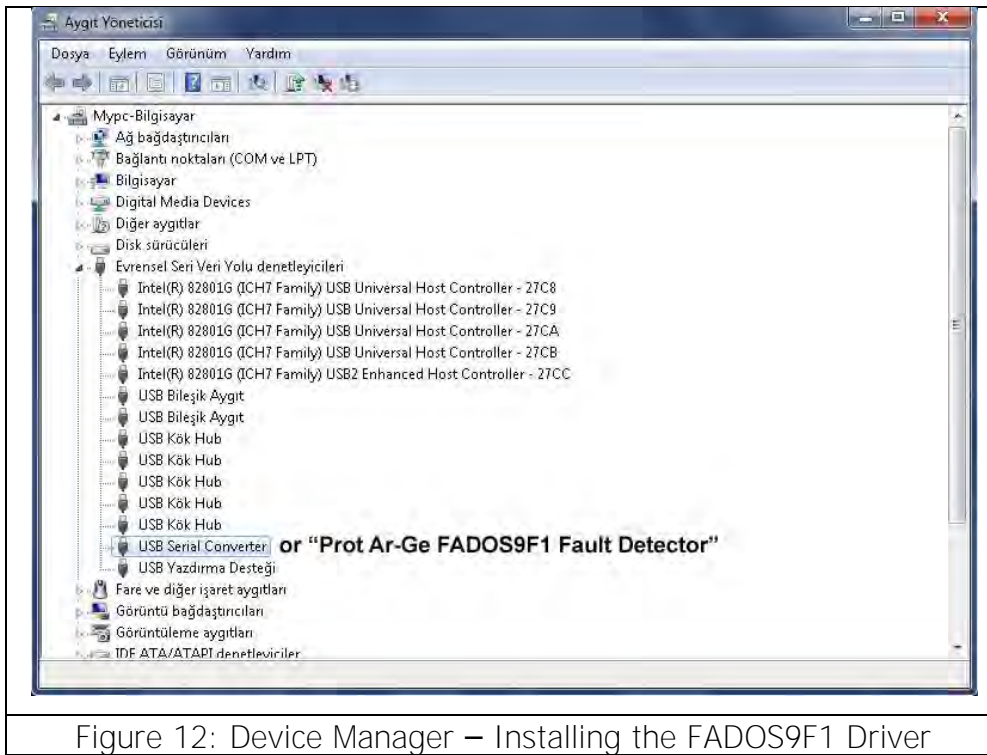 Aygıt Yöneticisi
Dosya Eylem Görünüm Yardım
Mypc-Bilgisayar
Ağ bağdaştırıcıları
Bağlantı noktaları (COM ve LPT)
Bilgisayar
Digital Media Devices
Diğer aygıtlar
Disk sürücüleri
Evrensel Seri Veri Yolu denetleyicileri
Intel(R) 82801G (ICH7 Family) USB Universal Host Controller - 27C8
Intel(R) 82801G (ICH7 Family) USB Universal Host Controller - 27C9
Intel(R) 82801G (ICH7 Family) USB Universal Host Controller - 27CA
Intel(R) 82801G (ICH7 Family) USB Universal Host Controller - 27CB
Intel(R) 82801G (ICH7 Family) USB2 Enhanced Host Controller - 27CC
USB Bileşik Aygıt
USB Bileşik Aygıt
USB Kök Hub
USB Kök Hub
USB Kök Hub
USB Kök Hub
USB Kök Hub
USB Serial Converter or “Prot Ar-Ge FADOS9F1 Fault Detector”
USB Yazdırma Desteği
Fare ve diğer işaret aygıtları
Görüntü bağdaştırıcıları
Görüntüleme aygıtları
IDE ATA/ATAPI denetleyiciler
Figure 12: Device Manager – Installing the FADOS9F1 Driver